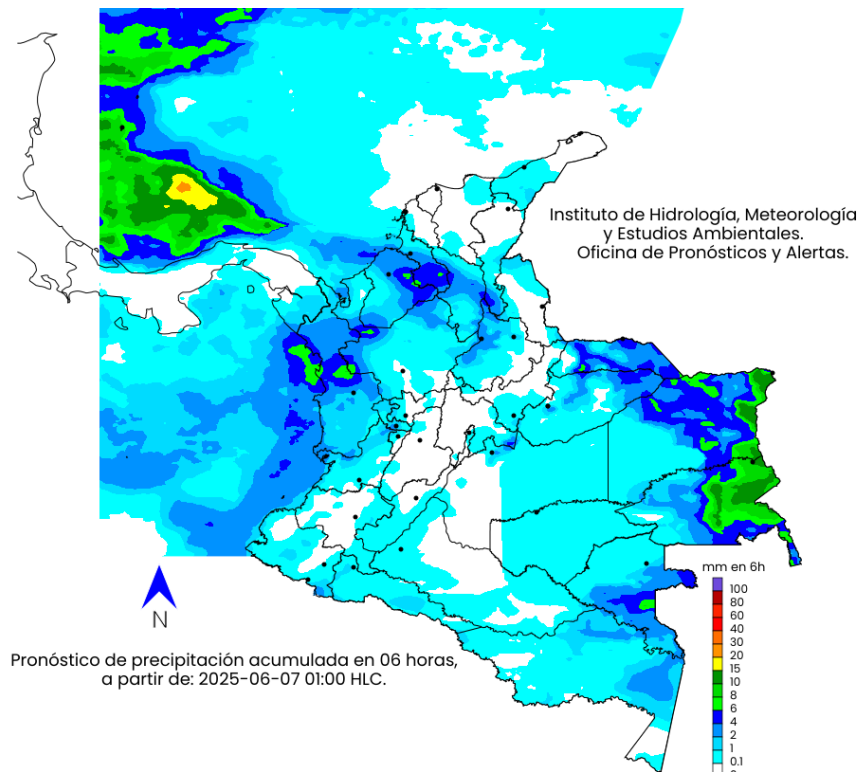 Instituto de Hidrología, Meteorología
y Estudios Ambientales.
Oficina de Pronósticos y Alertas.
mm en 6h
100
80
60
40
30
20
15
10
8
6
4
2
1
0.1
N
Pronóstico de precipitación acumulada en 06 horas,
a partir de: 2025-06-07 01:00 HLC.